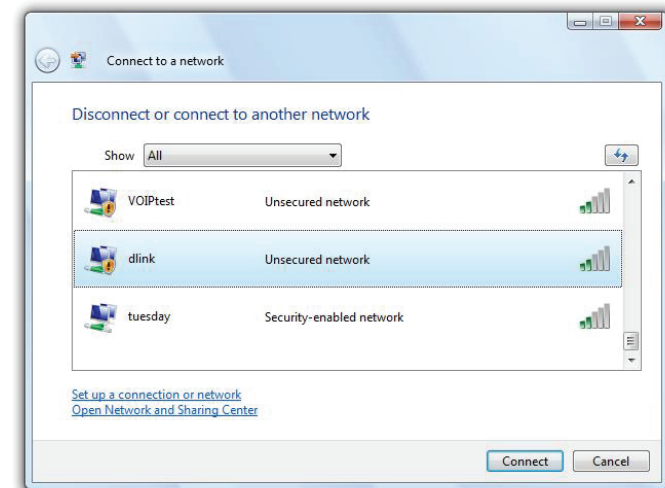 Connect to a network
Disconnect or connect to another network
Show All
VOIPtest Unsecured network
dlink Unsecured network
tuesday Security-enabled network
Set up a connection or network
Open Network and Sharing Center
Connect Cancel